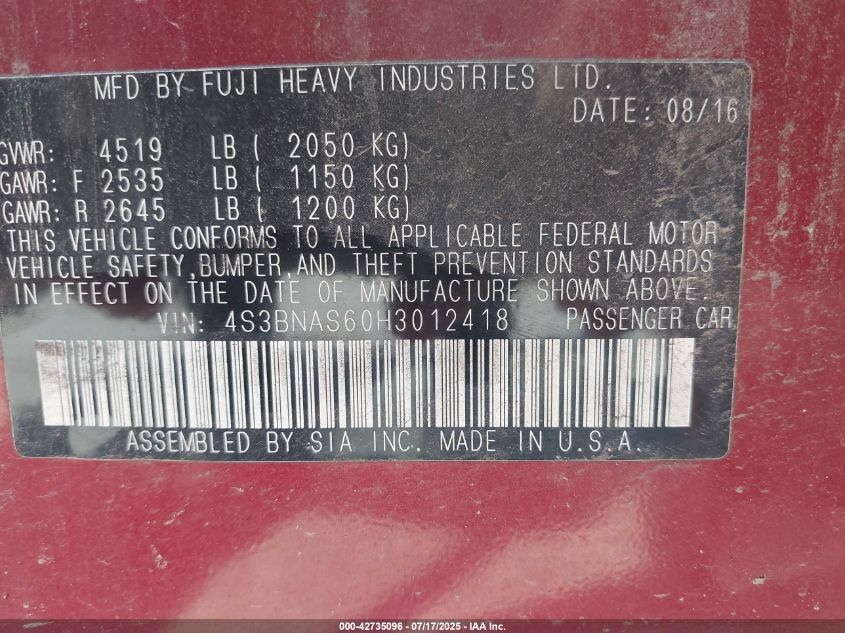 MFD BY FUJI HEAVY INDUSTRIES LTD.
DATE: 08/16
GVWR: 4519 LB ( 2050 KG)
GAWR: F 2535 LB ( 1150 KG)
GAWR: R 2645 LB ( 1200 KG)
THIS VEHICLE CONFORMS TO ALL APPLICABLE FEDERAL MOTOR
VEHICLE SAFETY, BUMPER, AND THEFT PREVENTION STANDARDS
IN EFFECT ON THE DATE OF MANUFACTURE SHOWN ABOVE.
VIN: 4S3BNAS60H3012418 PASSENGER CAR
ASSEMBLED BY SIA INC. MADE IN U.S.A.
000-42735096 - 07/17/2025 - IAA Inc.